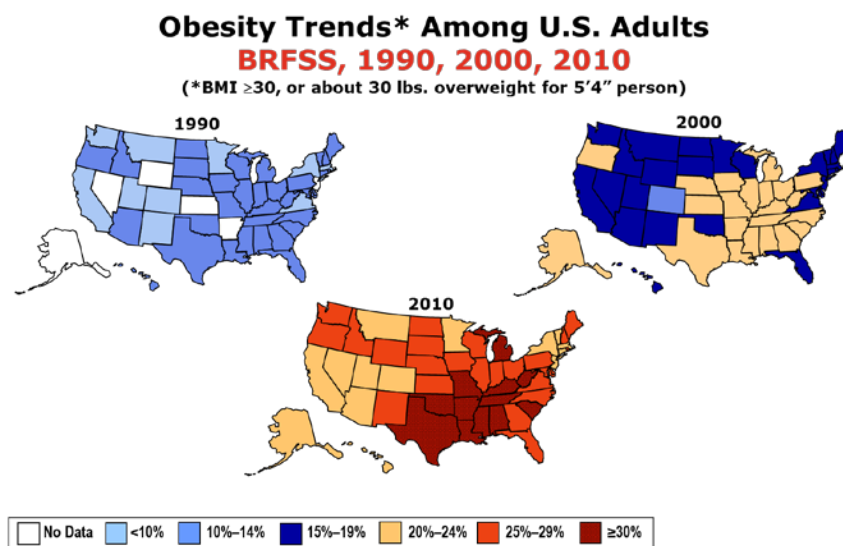 Obesity Trends* Among U.S. Adults
BRFSS, 1990, 2000, 2010
(*BMI ≥30, or about 30 lbs. overweight for 5’4” person)
1990
2000
2010
No Data <10% 10%–14% 15%–19% 20%–24% 25%–29% ≥30%